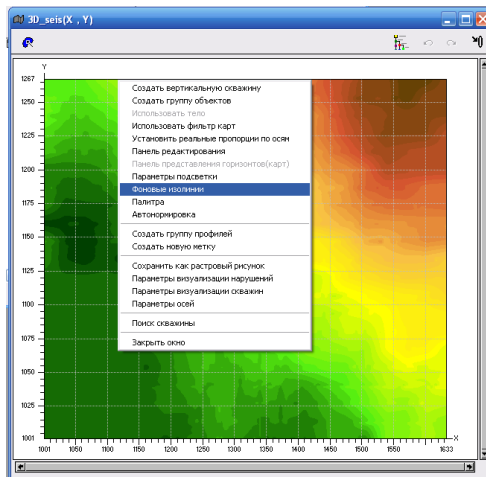 3D_seis(X , Y)
Y
1267
1250
1225
1200
1175
1150
1125
1100
1075
1050
1025
1001
Создать вертикальную скважину
Создать группу объектов
Использовать тело
Использовать фильтр карт
Установить реальные пропорции по осям
Панель редактирования
Панель представления горизонтов(карт)
Параметры подсветки
Фоновые изолинии
Палитра
Автонормировка
Создать группу профилей
Создать новую метку
Сохранить как растровый рисунок
Параметры визуализации нарушений
Параметры визуализации скважин
Параметры осей
Поиск скважины
Закрыть окно
1001 1050 1100 1150 1200 1250 1300 1350 1400 1450 1500 1550 1633
X